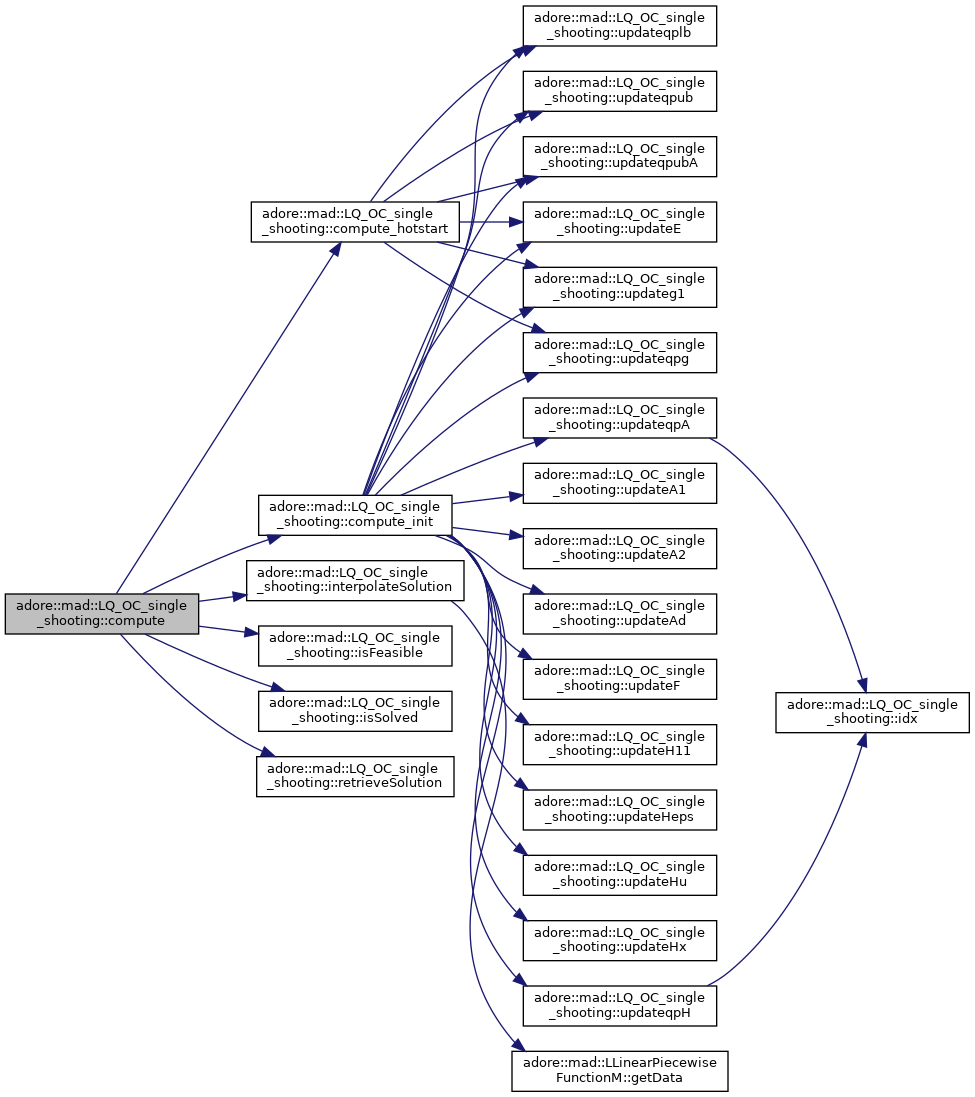 adore::mad::LQ_OC_single
_shooting::compute
adore::mad::LQ_OC_single
_shooting::compute_hotstart
adore::mad::LQ_OC_single
_shooting::compute_init
adore::mad::LQ_OC_single
_shooting::interpolateSolution
adore::mad::LQ_OC_single
_shooting::isFeasible
adore::mad::LQ_OC_single
_shooting::isSolved
adore::mad::LQ_OC_single
_shooting::retrieveSolution
adore::mad::LQ_OC_single
_shooting::updateqplb
adore::mad::LQ_OC_single
_shooting::updateqpub
adore::mad::LQ_OC_single
_shooting::updateqpubA
adore::mad::LQ_OC_single
_shooting::updateE
adore::mad::LQ_OC_single
_shooting::updateg1
adore::mad::LQ_OC_single
_shooting::updateqpg
adore::mad::LQ_OC_single
_shooting::updateqpA
adore::mad::LQ_OC_single
_shooting::updateA1
adore::mad::LQ_OC_single
_shooting::updateA2
adore::mad::LQ_OC_single
_shooting::updateAd
adore::mad::LQ_OC_single
_shooting::updateF
adore::mad::LQ_OC_single
_shooting::updateH11
adore::mad::LQ_OC_single
_shooting::updateHeps
adore::mad::LQ_OC_single
_shooting::updateHu
adore::mad::LQ_OC_single
_shooting::updateHx
adore::mad::LQ_OC_single
_shooting::updateqpH
adore::mad::LLinearPiecewise
FunctionM::getData
adore::mad::LQ_OC_single
_shooting::idx